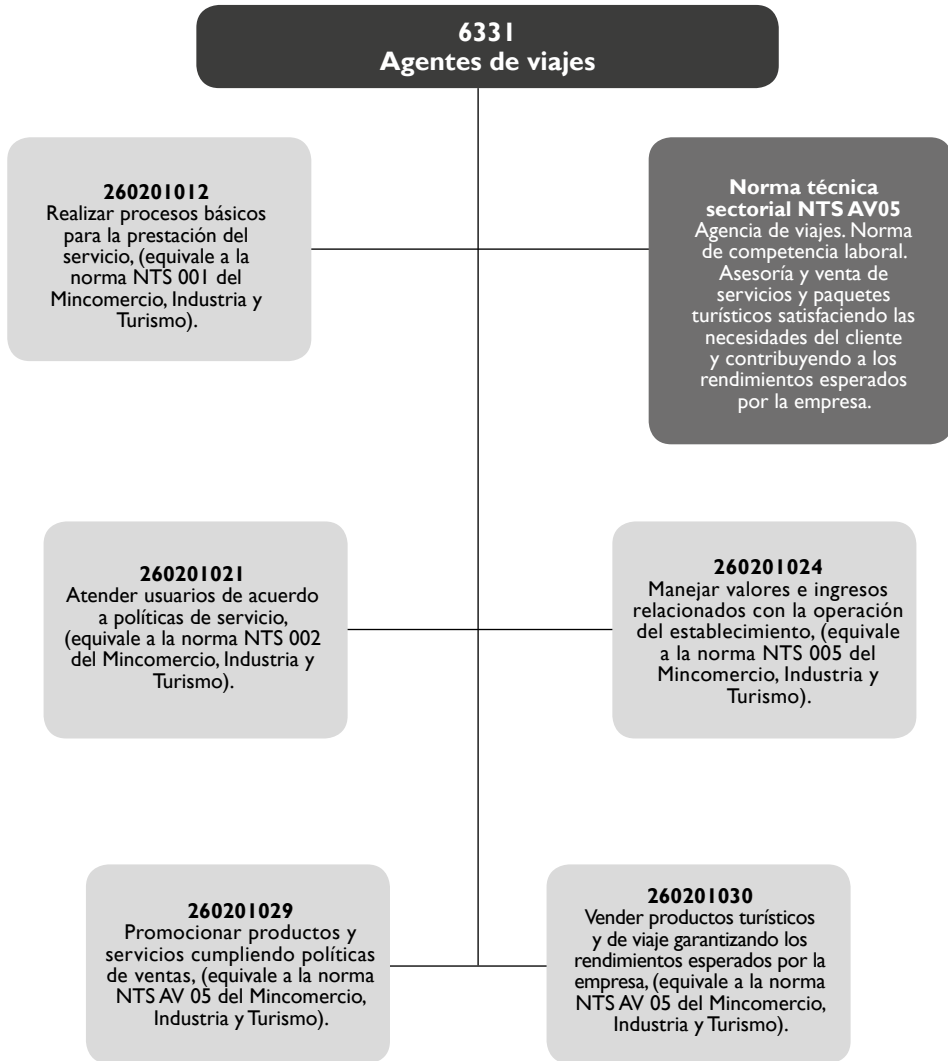 6331
Agentes de viajes
260201012
Realizar procesos básicos
para la prestación del
servicio, (equivale a la
norma NTS 001 del
Mincomercio, Industria y
Turismo).
Norma técnica
sectorial NTS AV05
Agencia de viajes. Norma
de competencia laboral.
Asesoría y venta de
servicios y paquetes
turísticos satisfaciendo las
necesidades del cliente
y contribuyendo a los
rendimientos esperados
por la empresa.
260201021
Atender usuarios de acuerdo
a políticas de servicio,
(equivale a la norma NTS 002
del Mincomercio, Industria y
Turismo).
260201024
Manejar valores e ingresos
relacionados con la operación
del establecimiento, (equivale
a la norma NTS 005 del
Mincomercio, Industria y
Turismo).
260201029
Promocionar productos y
servicios cumpliendo políticas
de ventas, (equivale a la norma
NTS AV 05 del Mincomercio,
Industria y Turismo).
260201030
Vender productos turísticos
y de viaje garantizando los
rendimientos esperados por la
empresa, (equivale a la norma
NTS AV 05 del Mincomercio,
Industria y Turismo).